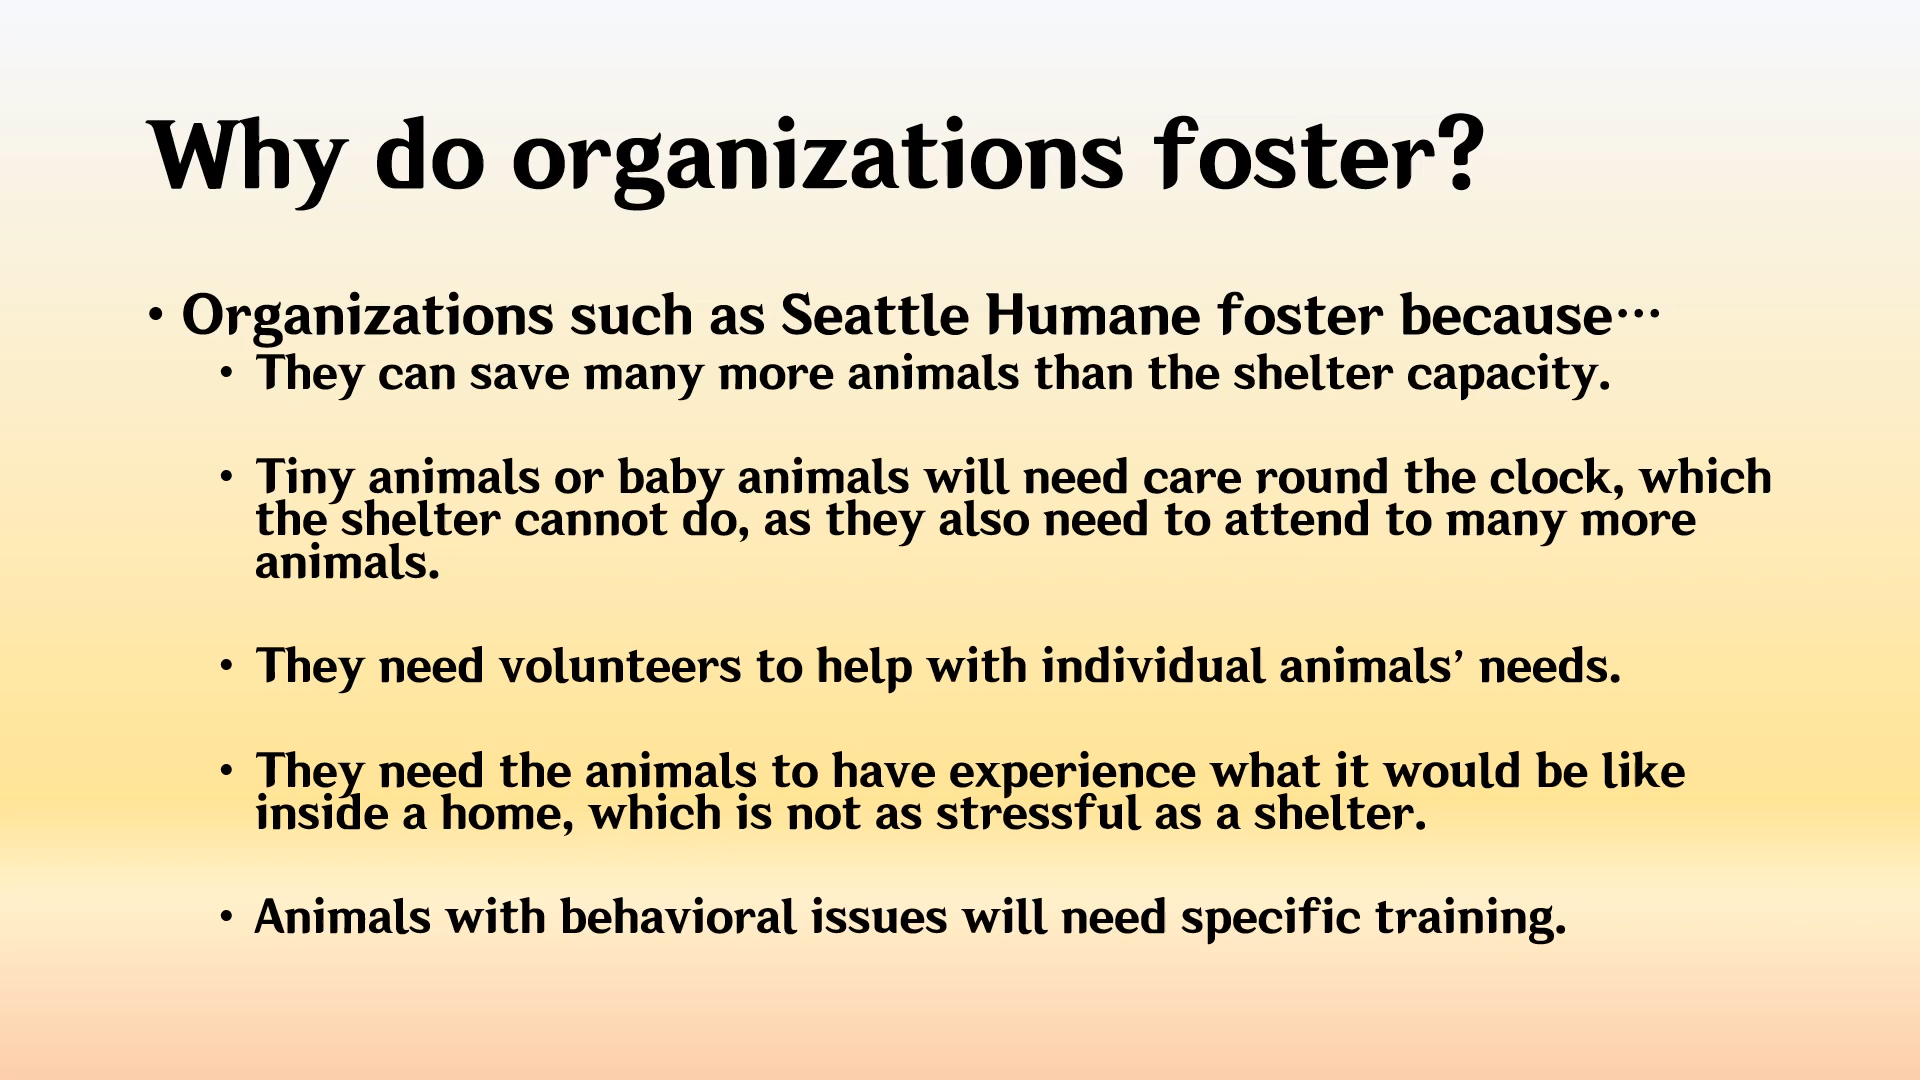 Why do organizations foster?
• Organizations such as Seattle Humane foster because…
• They can save many more animals than the shelter capacity.
• Tiny animals or baby animals will need care round the clock, which
the shelter cannot do, as they also need to attend to many more
animals.
• They need volunteers to help with individual animals’ needs.
• They need the animals to have experience what it would be like
inside a home, which is not as stressful as a shelter.
• Animals with behavioral issues will need specific training.